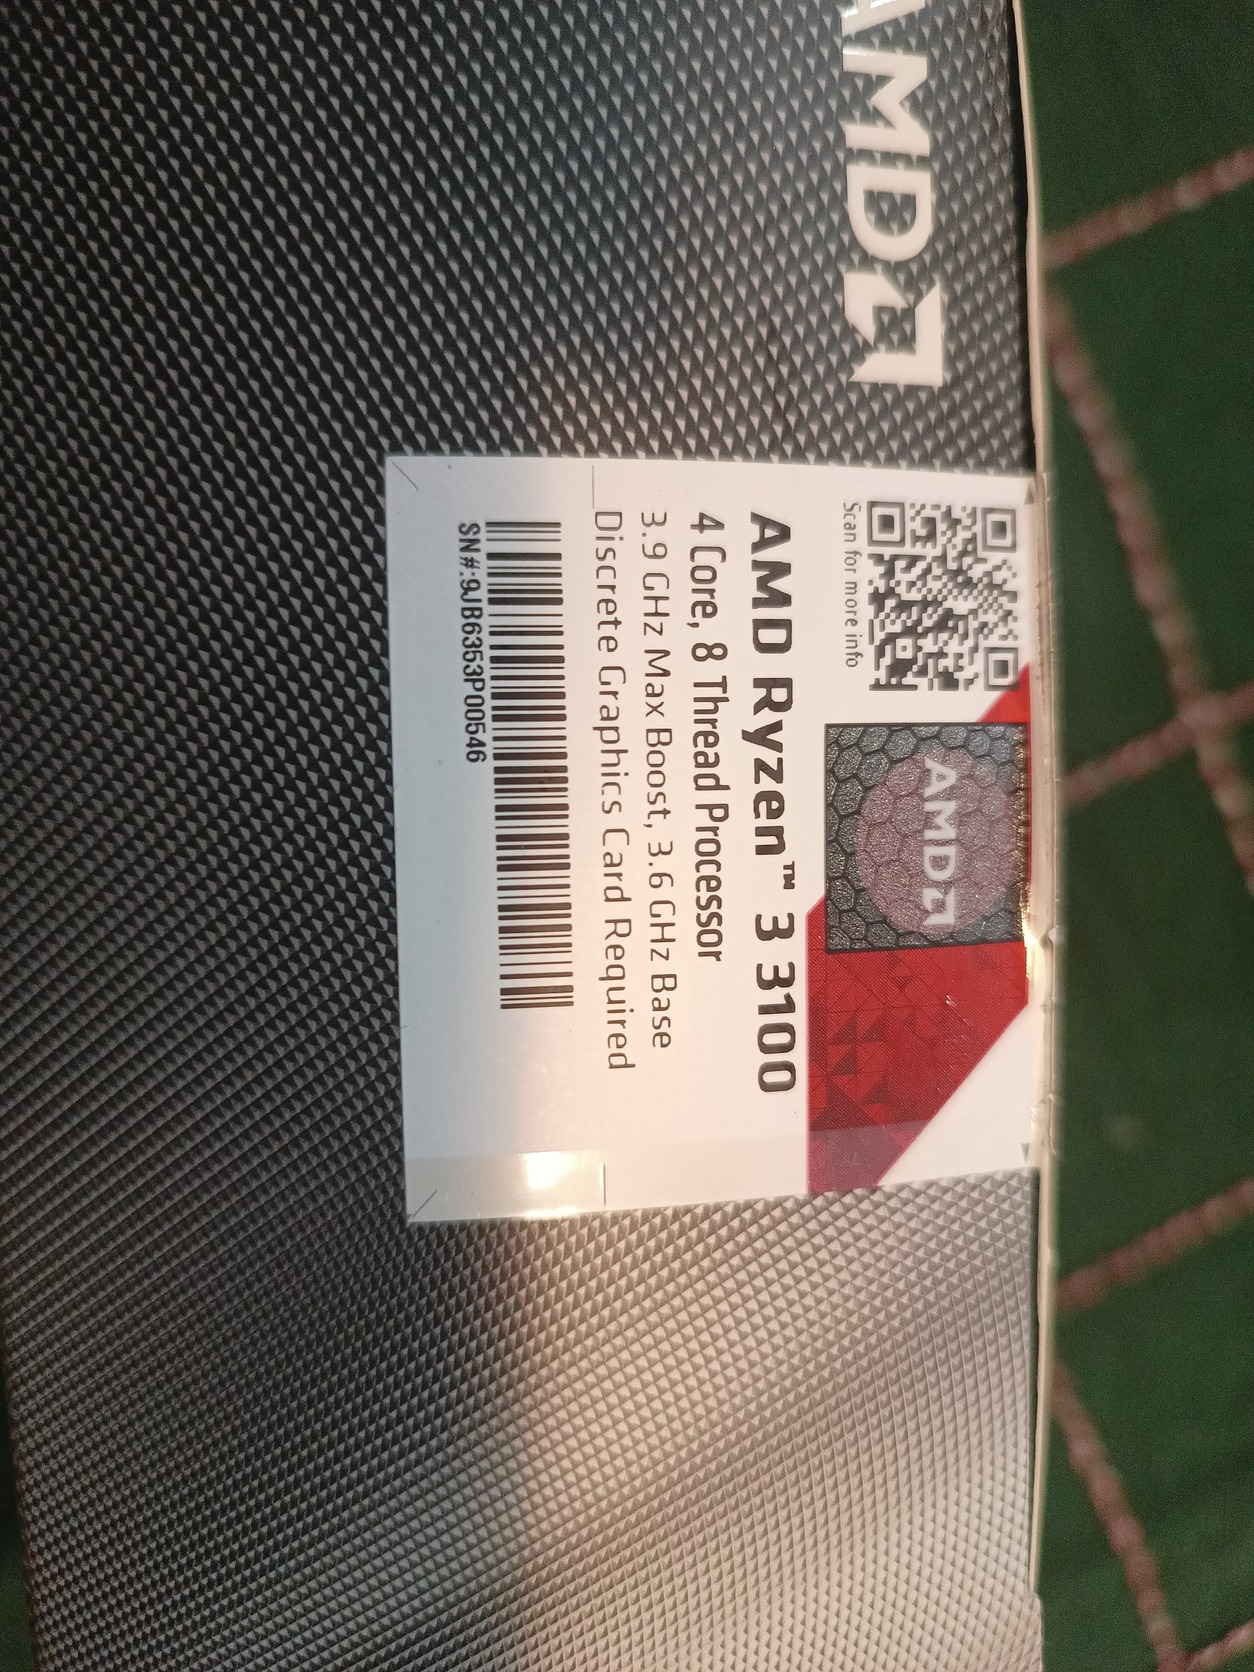 AMD
Scan for more info
AMD
AMD Ryzen™ 3 3100
4 Core, 8 Thread Processor
3.9 GHz Max Boost, 3.6 GHz Base
Discrete Graphics Card Required
SN#:9JB6353P00546